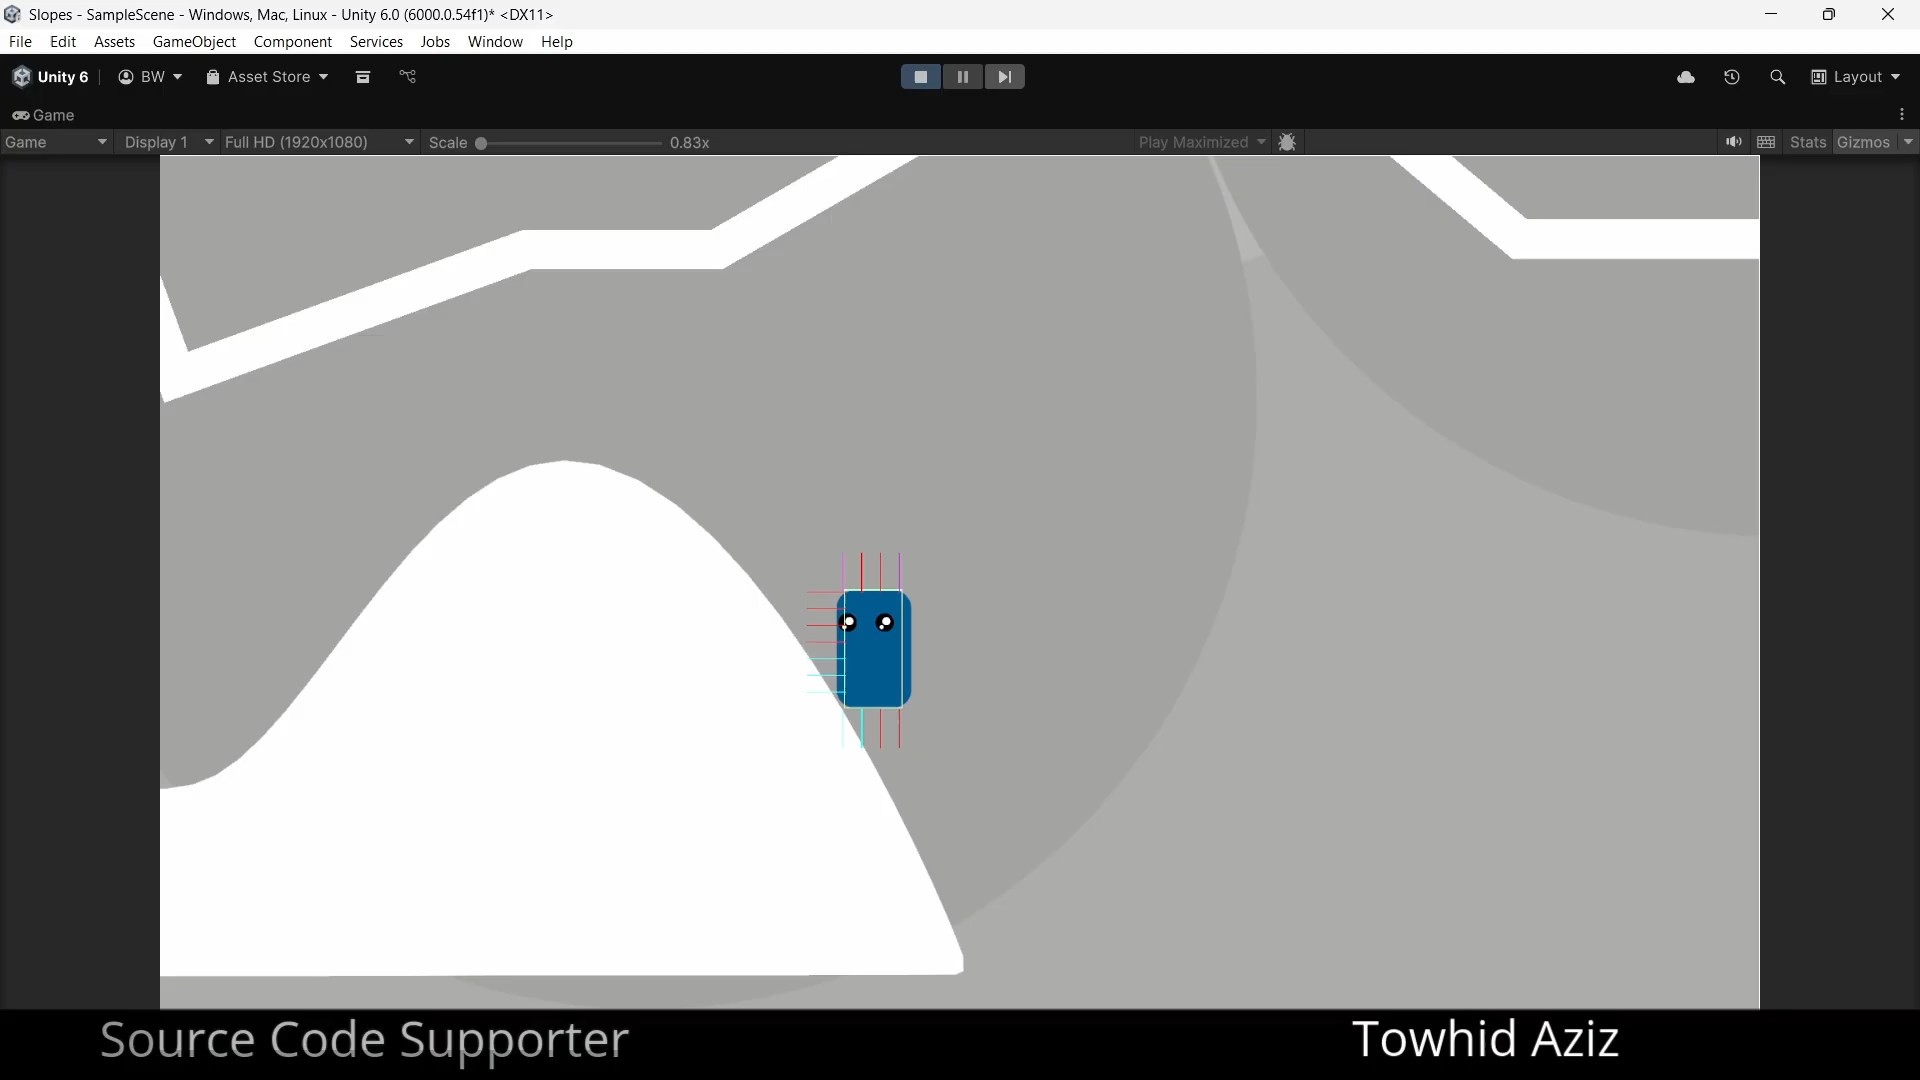 Slopes - SampleScene - Windows, Mac, Linux - Unity 6.0 (6000.0.54f1)* <DX11>
File Edit Assets GameObject Component Services Jobs Window Help
Unity 6 BW Asset Store Layout
Game
Game Display 1 Full HD (1920x1080) Scale 0.83x Play Maximized Stats Gizmos
Source Code Supporter Towhid Aziz